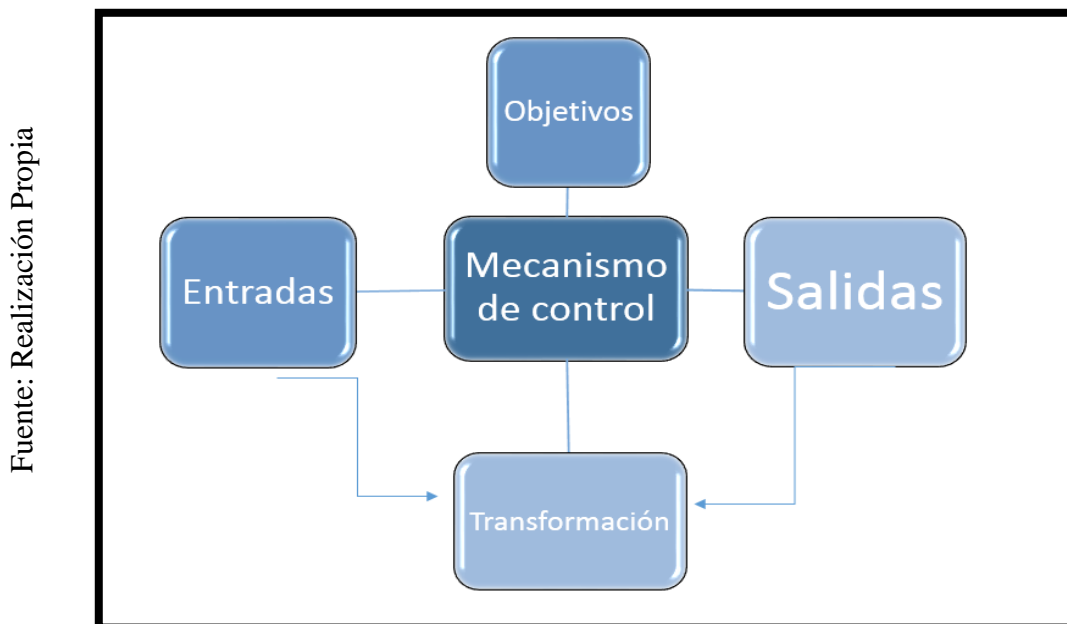 Fuente: Realización Propia
Objetivos
Entradas
Mecanismo
de control
Salidas
Transformación